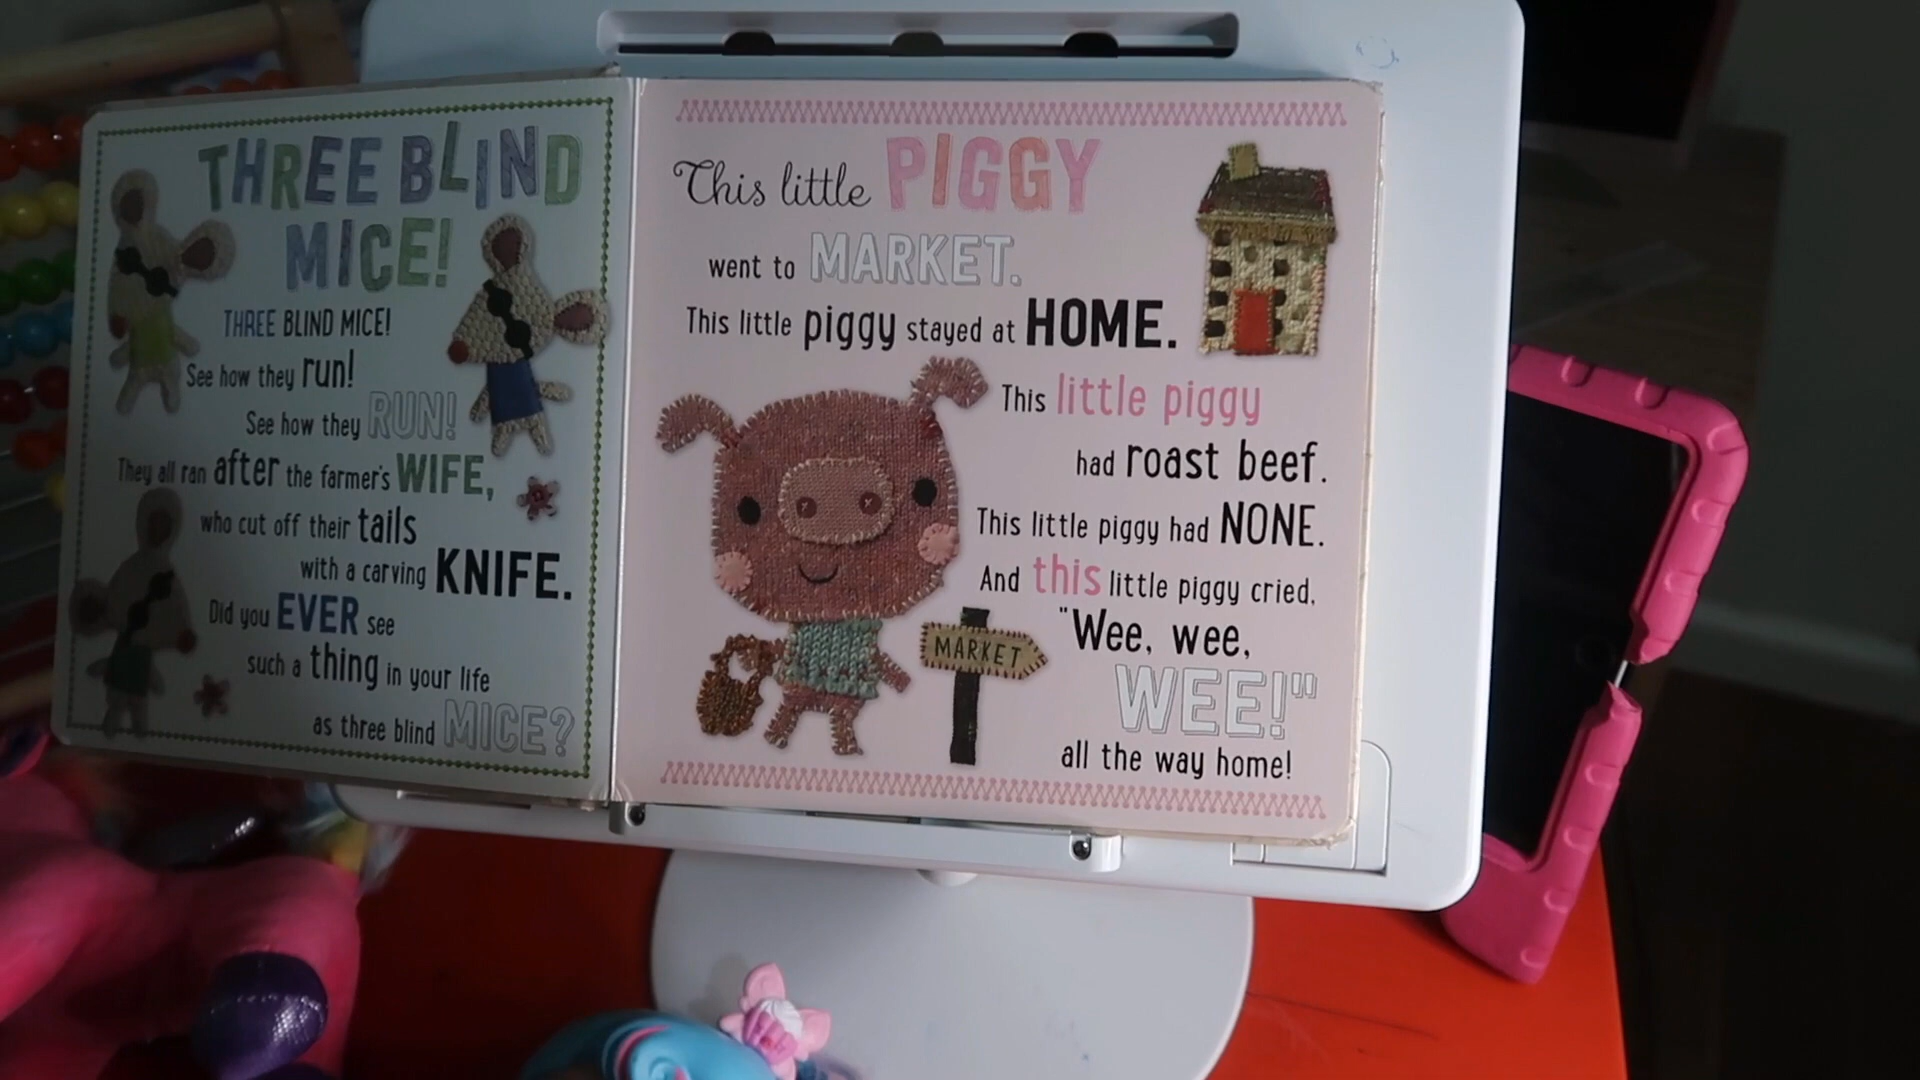 THREE BLIND
MICE!
THREE BLIND MICE!
See how they run!
See how they RUN!
They all ran after the farmer's WIFE,
who cut off their tails
with a carving KNIFE.
Did you EVER see
such a thing in your life
as three blind MICE?
This little PIGGY
went to MARKET.
This little piggy stayed at HOME.
This little piggy
had roast beef.
This little piggy had NONE.
And this little piggy cried,
"Wee, wee,
WEE!"
all the way home!
MARKET